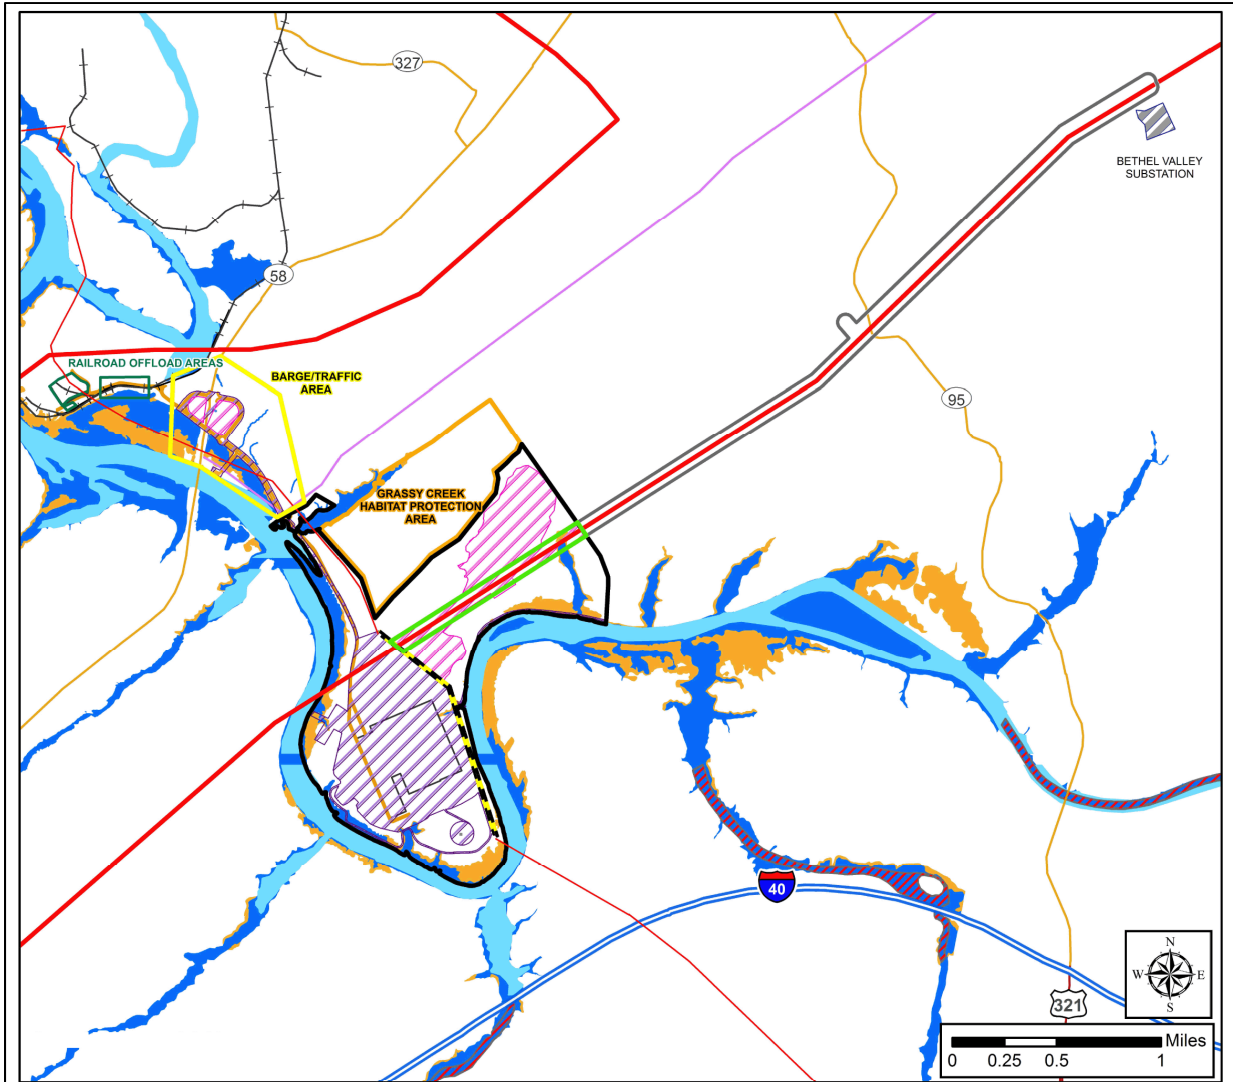 327
BETHEL VALLEY
SUBSTATION
58
RAILROAD OFFLOAD AREAS
BARGE/TRAFFIC
AREA
95
GRASSY CREEK
HABITAT PROTECTION
AREA
40
N
W E
S
321
Miles
0 0.25 0.5 1